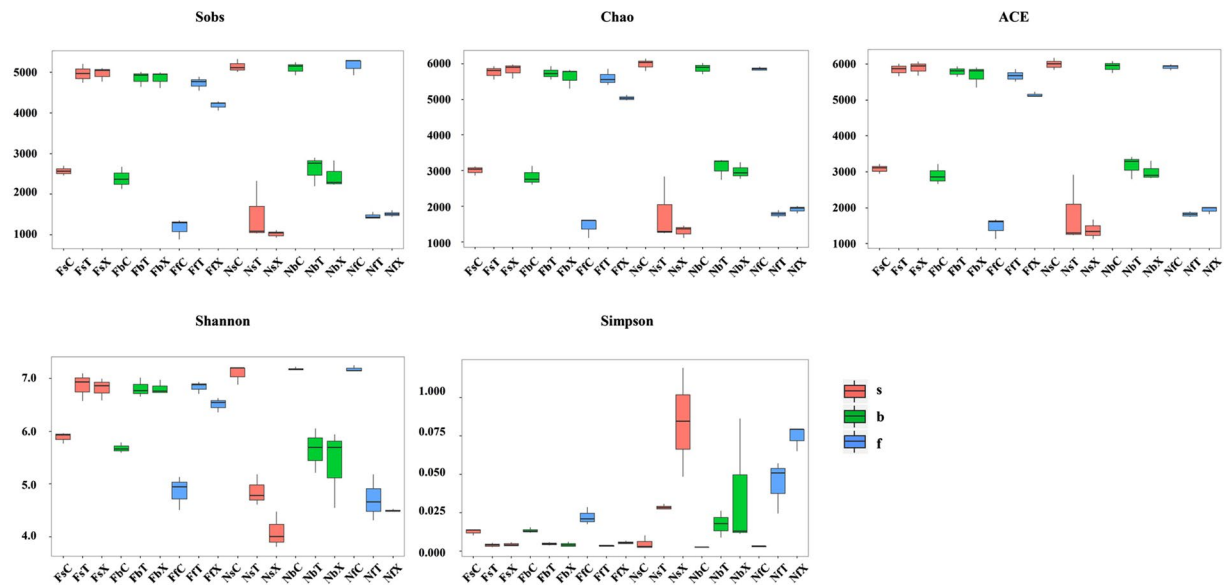 Sobs
5000
4000
3000
2000
1000
FsC FsT FsX FbC FbT FbX FfC FfT FfX NsC NsT NsX NbC NbT NbX NfC NfT NfX
Chao
6000
5000
4000
3000
2000
1000
FsC FsT FsX FbC FbT FbX FfC FfT FfX NsC NsT NsX NbC NbT NbX NfC NfT NfX
ACE
6000
5000
4000
3000
2000
1000
FsC FsT FsX FbC FbT FbX FfC FfT FfX NsC NsT NsX NbC NbT NbX NfC NfT NfX
Shannon
7.0
6.0
5.0
4.0
FsC FsT FsX FbC FbT FbX FfC FfT FfX NsC NsT NsX NbC NbT NbX NfC NfT NfX
Simpson
1.000
0.075
0.050
0.025
0.000
FsC FsT FsX FbC FbT FbX FfC FfT FfX NsC NsT NsX NbC NbT NbX NfC NfT NfX
s
b
f